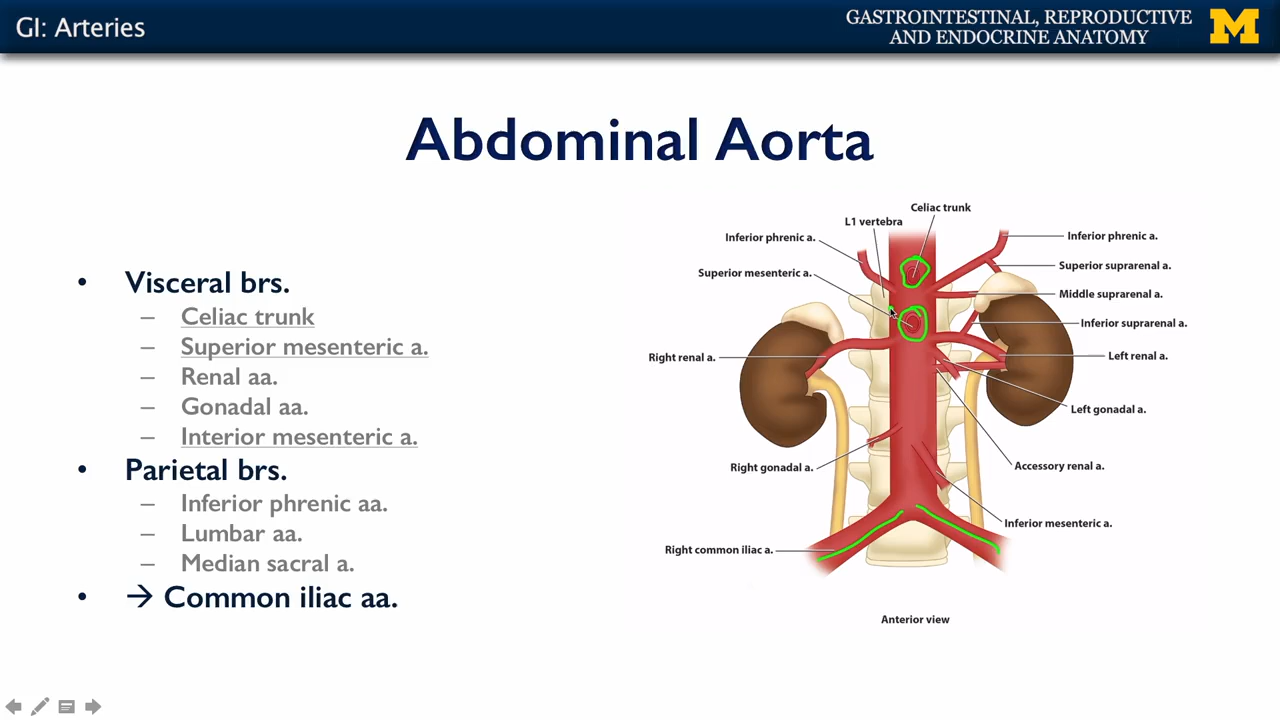 GI: Arteries
GASTROINTESTINAL, REPRODUCTIVE
AND ENDOCRINE ANATOMY
M
Abdominal Aorta
• Visceral brs.
– Celiac trunk
– Superior mesenteric a.
– Renal aa.
– Gonadal aa.
– Interior mesenteric a.
• Parietal brs.
– Inferior phrenic aa.
– Lumbar aa.
– Median sacral a.
• → Common iliac aa.
Celiac trunk
L1 vertebra
Inferior phrenic a.
Superior mesenteric a.
Right renal a.
Right gonadal a.
Right common iliac a.
Inferior phrenic a.
Superior suprarenal a.
Middle suprarenal a.
Inferior suprarenal a.
Left renal a.
Left gonadal a.
Accessory renal a.
Inferior mesenteric a.
Anterior view